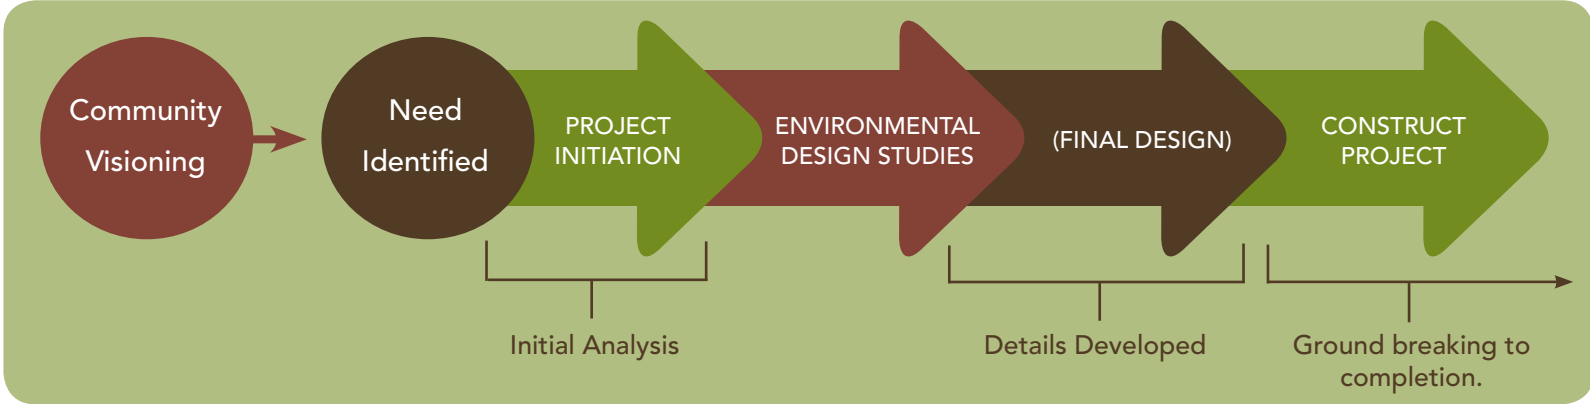 Community
Visioning
Need
Identified
PROJECT
INITIATION
ENVIRONMENTAL
DESIGN STUDIES
(FINAL DESIGN)
CONSTRUCT
PROJECT
Initial Analysis
Details Developed
Ground breaking to
completion.